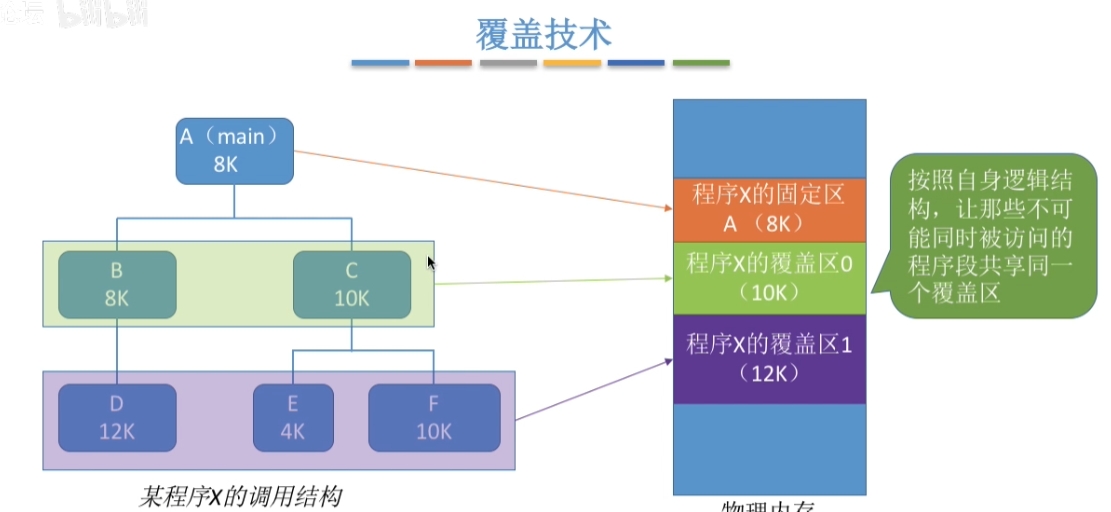 覆盖技术
A（main）
8K
B
8K
C
10K
D
12K
E
4K
F
10K
某程序X的调用结构
程序X的固定区
A （8K）
程序X的覆盖区0
（10K）
程序X的覆盖区1
（12K）
物理内存
按照自身逻辑结
构，让那些不可
能同时被访问的
程序段共享同一
个覆盖区